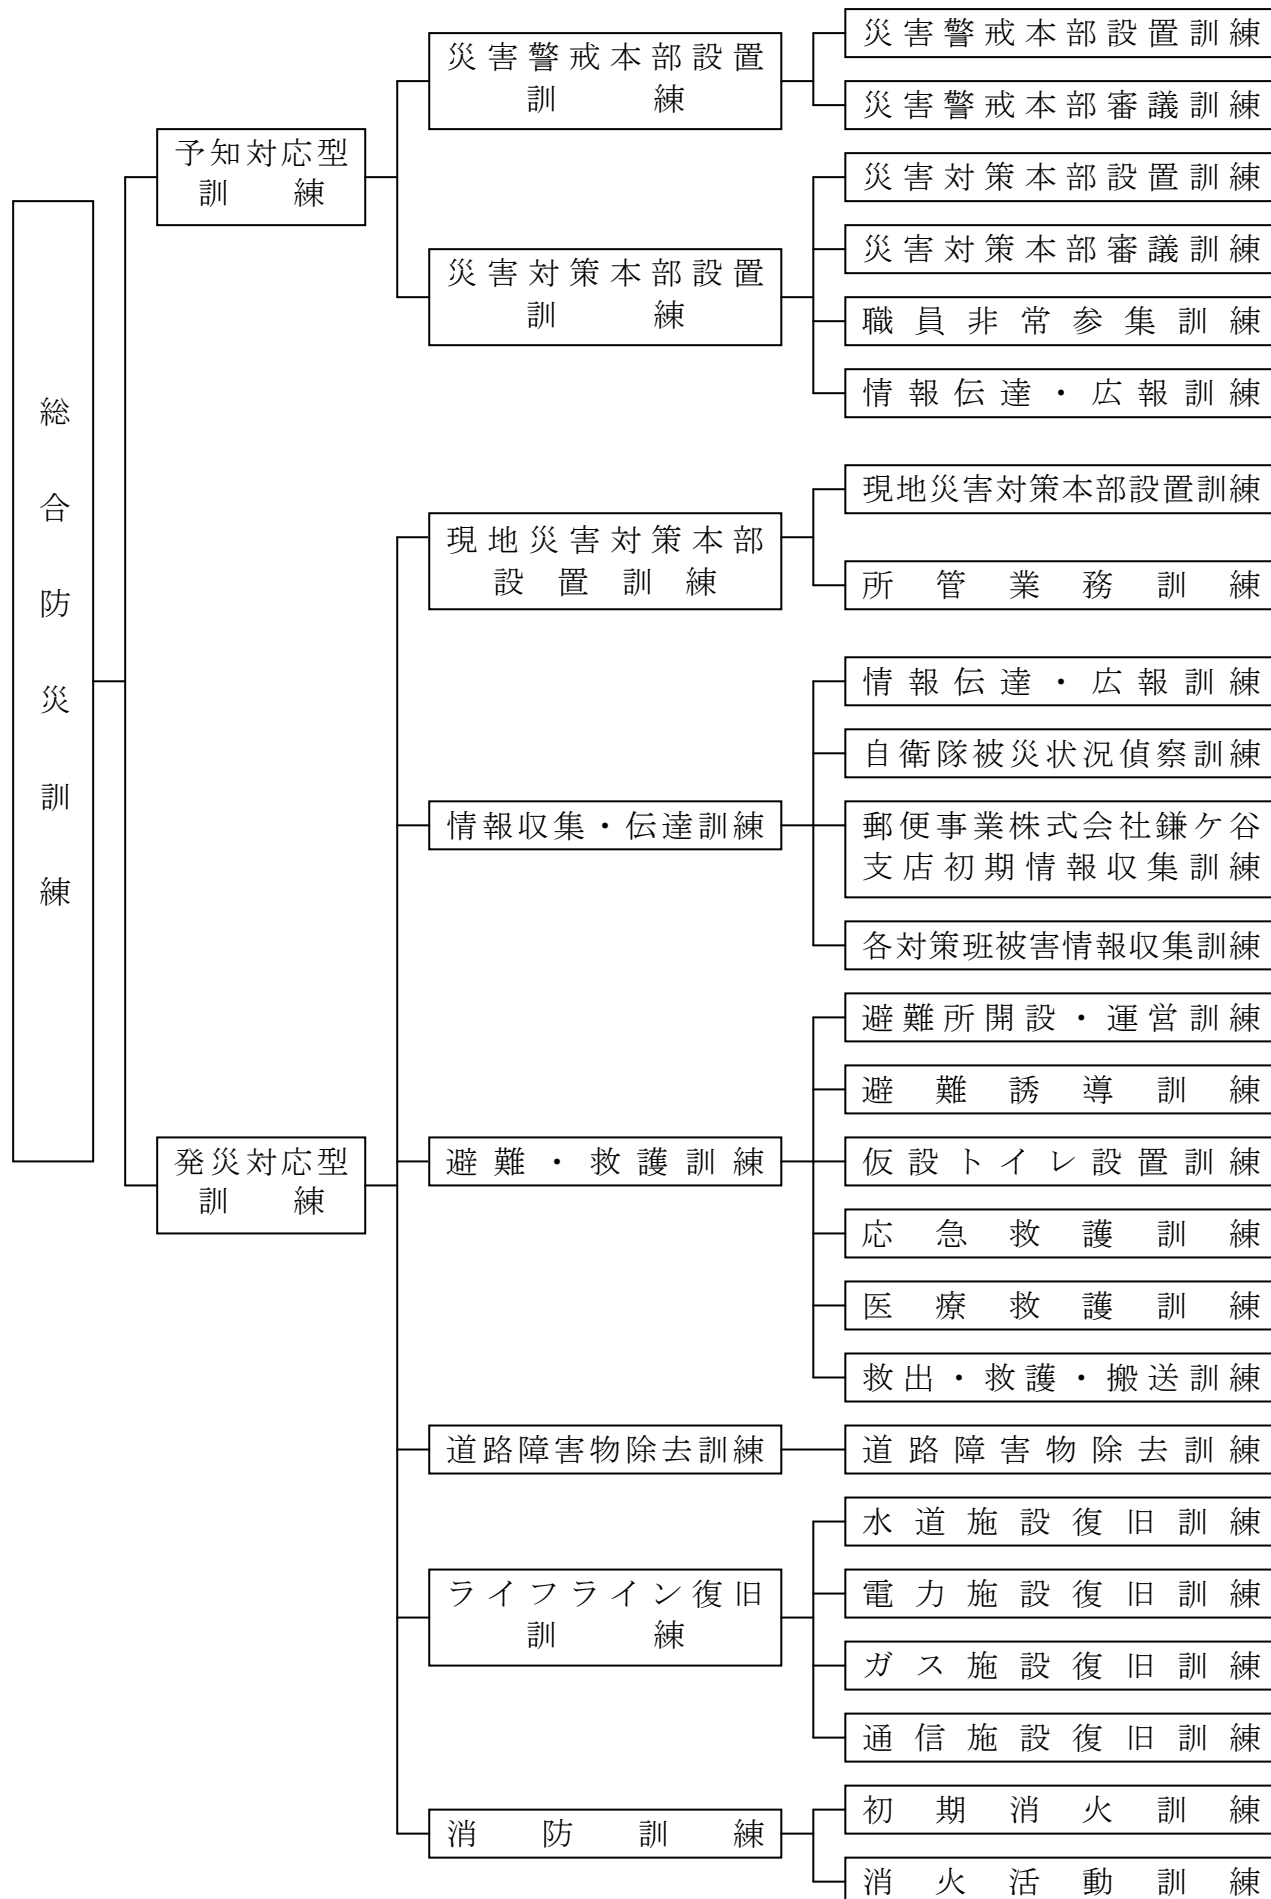 総合防災訓練
予知対応型
訓練
災害警戒本部設置
訓練
災害警戒本部設置訓練
災害警戒本部審議訓練
災害対策本部設置
訓練
災害対策本部設置訓練
災害対策本部審議訓練
職員非常参集訓練
情報伝達・広報訓練
発災対応型
訓練
現地災害対策本部
設置訓練
現地災害対策本部設置訓練
所管業務訓練
情報収集・伝達訓練
情報伝達・広報訓練
自衛隊被災状況偵察訓練
郵便事業株式会社鎌ケ谷
支店初期情報収集訓練
各対策班被害情報収集訓練
避難・救護訓練
避難所開設・運営訓練
避難誘導訓練
仮設トイレ設置訓練
応急救護訓練
医療救護訓練
救出・救護・搬送訓練
道路障害物除去訓練
道路障害物除去訓練
ライフライン復旧
訓練
水道施設復旧訓練
電力施設復旧訓練
ガス施設復旧訓練
通信施設復旧訓練
消防訓練
初期消火訓練
消火活動訓練